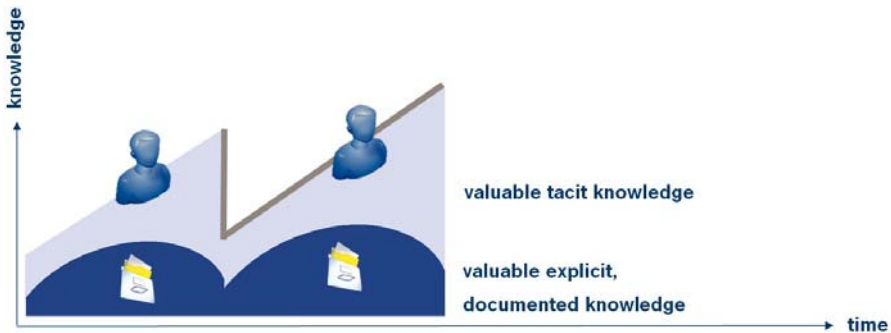 knowledge
valuable tacit knowledge
valuable explicit,
documented knowledge
time